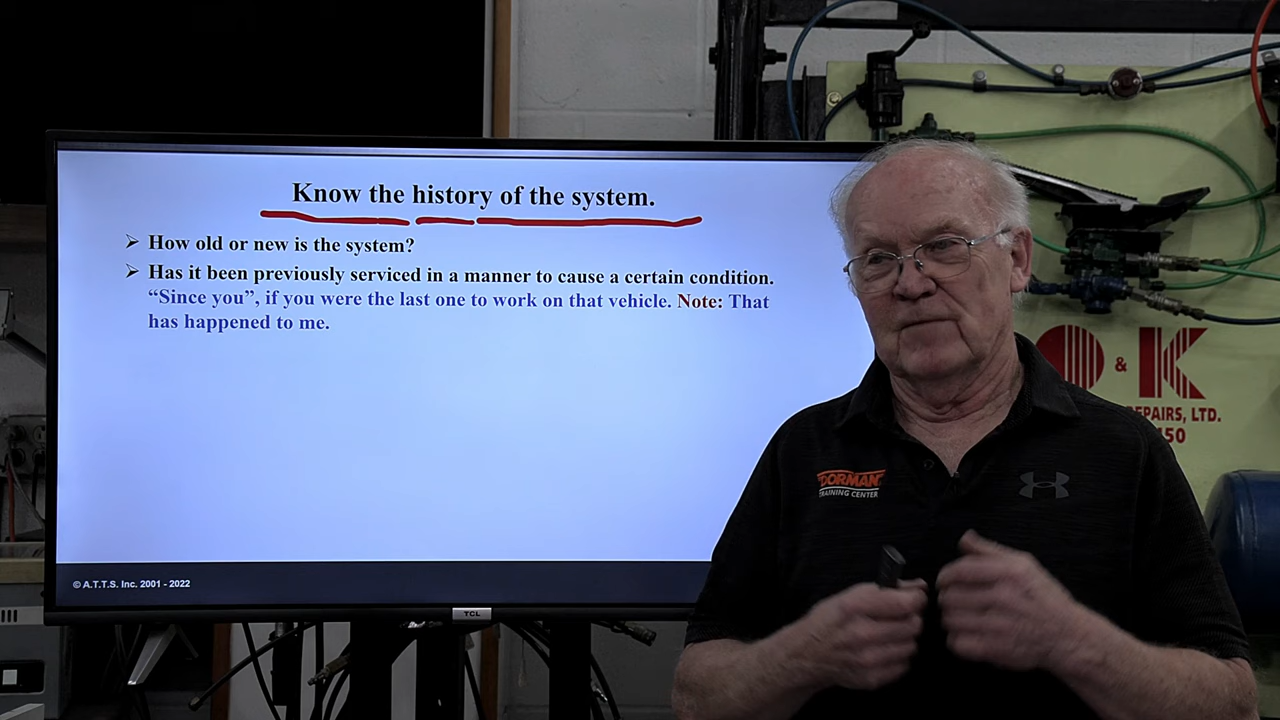 Know the history of the system.
➢ How old or new is the system?
➢ Has it been previously serviced in a manner to cause a certain condition.
“Since you”, if you were the last one to work on that vehicle. Note: That
has happened to me.
© A.T.T.S. Inc. 2001 - 2022
TCL
DORMAN
TRAINING CENTER
& K
EPAIRS, LTD.
50